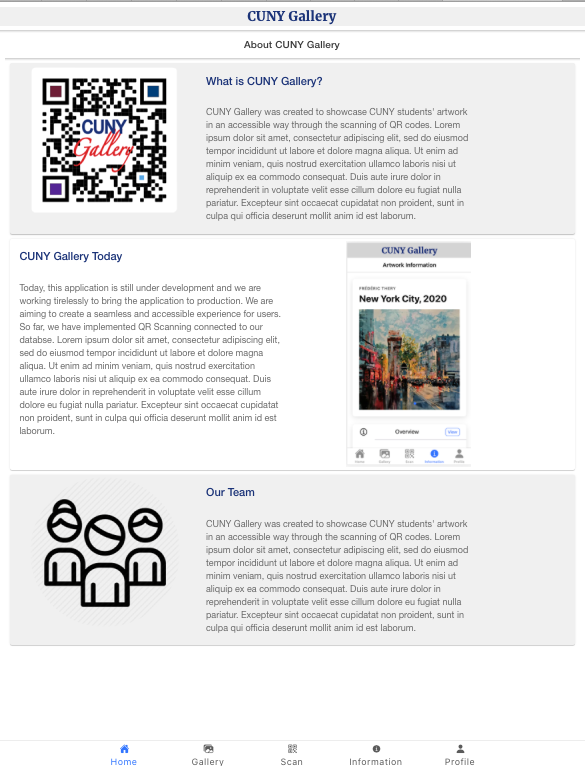 CUNY Gallery
About CUNY Gallery
CUNY
Gallery
What is CUNY Gallery?
CUNY Gallery was created to showcase CUNY students' artwork
in an accessible way through the scanning of QR codes. Lorem
ipsum dolor sit amet, consectetur adipiscing elit, sed do eiusmod
tempor incididunt ut labore et dolore magna aliqua. Ut enim ad
minim veniam, quis nostrud exercitation ullamco laboris nisi ut
aliquip ex ea commodo consequat. Duis aute irure dolor in
reprehenderit in voluptate velit esse cillum dolore eu fugiat nulla
pariatur. Excepteur sint occaecat cupidatat non proident, sunt in
culpa qui officia deserunt mollit anim id est laborum.
CUNY Gallery Today
Today, this application is still under development and we are
working tirelessly to bring the application to production. We are
aiming to create a seamless and accessible experience for users.
So far, we have implemented QR Scanning connected to our
databse. Lorem ipsum dolor sit amet, consectetur adipiscing elit,
sed do eiusmod tempor incididunt ut labore et dolore magna
aliqua. Ut enim ad minim veniam, quis nostrud exercitation
ullamco laboris nisi ut aliquip ex ea commodo consequat. Duis
aute irure dolor in reprehenderit in voluptate velit esse cillum
dolore eu fugiat nulla pariatur. Excepteur sint occaecat cupidatat
non proident, sunt in culpa qui officia deserunt mollit anim id est
laborum.
CUNY Gallery
Artwork Information
FREDERIC THIERY
New York City, 2020
Overview
View
Home Gallery Scan Information Profile
Our Team
CUNY Gallery was created to showcase CUNY students' artwork
in an accessible way through the scanning of QR codes. Lorem
ipsum dolor sit amet, consectetur adipiscing elit, sed do eiusmod
tempor incididunt ut labore et dolore magna aliqua. Ut enim ad
minim veniam, quis nostrud exercitation ullamco laboris nisi ut
aliquip ex ea commodo consequat. Duis aute irure dolor in
reprehenderit in voluptate velit esse cillum dolore eu fugiat nulla
pariatur. Excepteur sint occaecat cupidatat non proident, sunt in
culpa qui officia deserunt mollit anim id est laborum.
Home Gallery Scan Information Profile